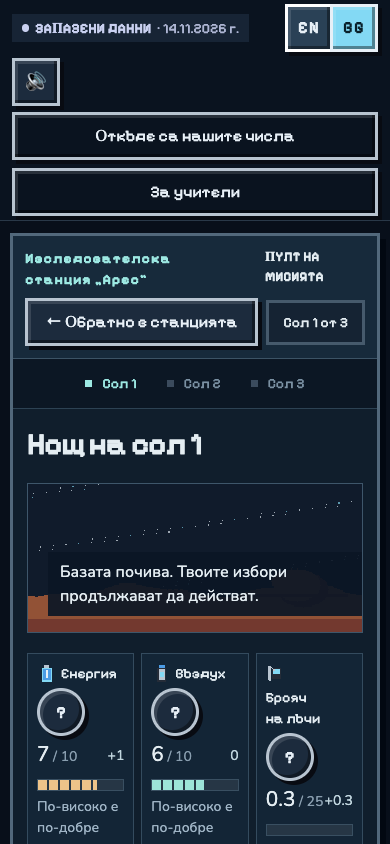 ЗАПАЗЕНИ ДАННИ · 14.11.2026 г.
EN
BG
Откъде са нашите числа
За учители
Изследователска
станция „Арес“
ПУЛТ НА
МИСИЯТА
← Обратно в станцията
Сол 1 от 3
Сол 1
Сол 2
Сол 3
Нощ на сол 1
Базата почива. Твоите избори
продължават да действат.
Енергия
?
7 / 10 +1
По-високо е
по-добре
Въздух
?
6 / 10 0
По-високо е
по-добре
Брояч
на лъчи
?
0.3 / 25 +0.3